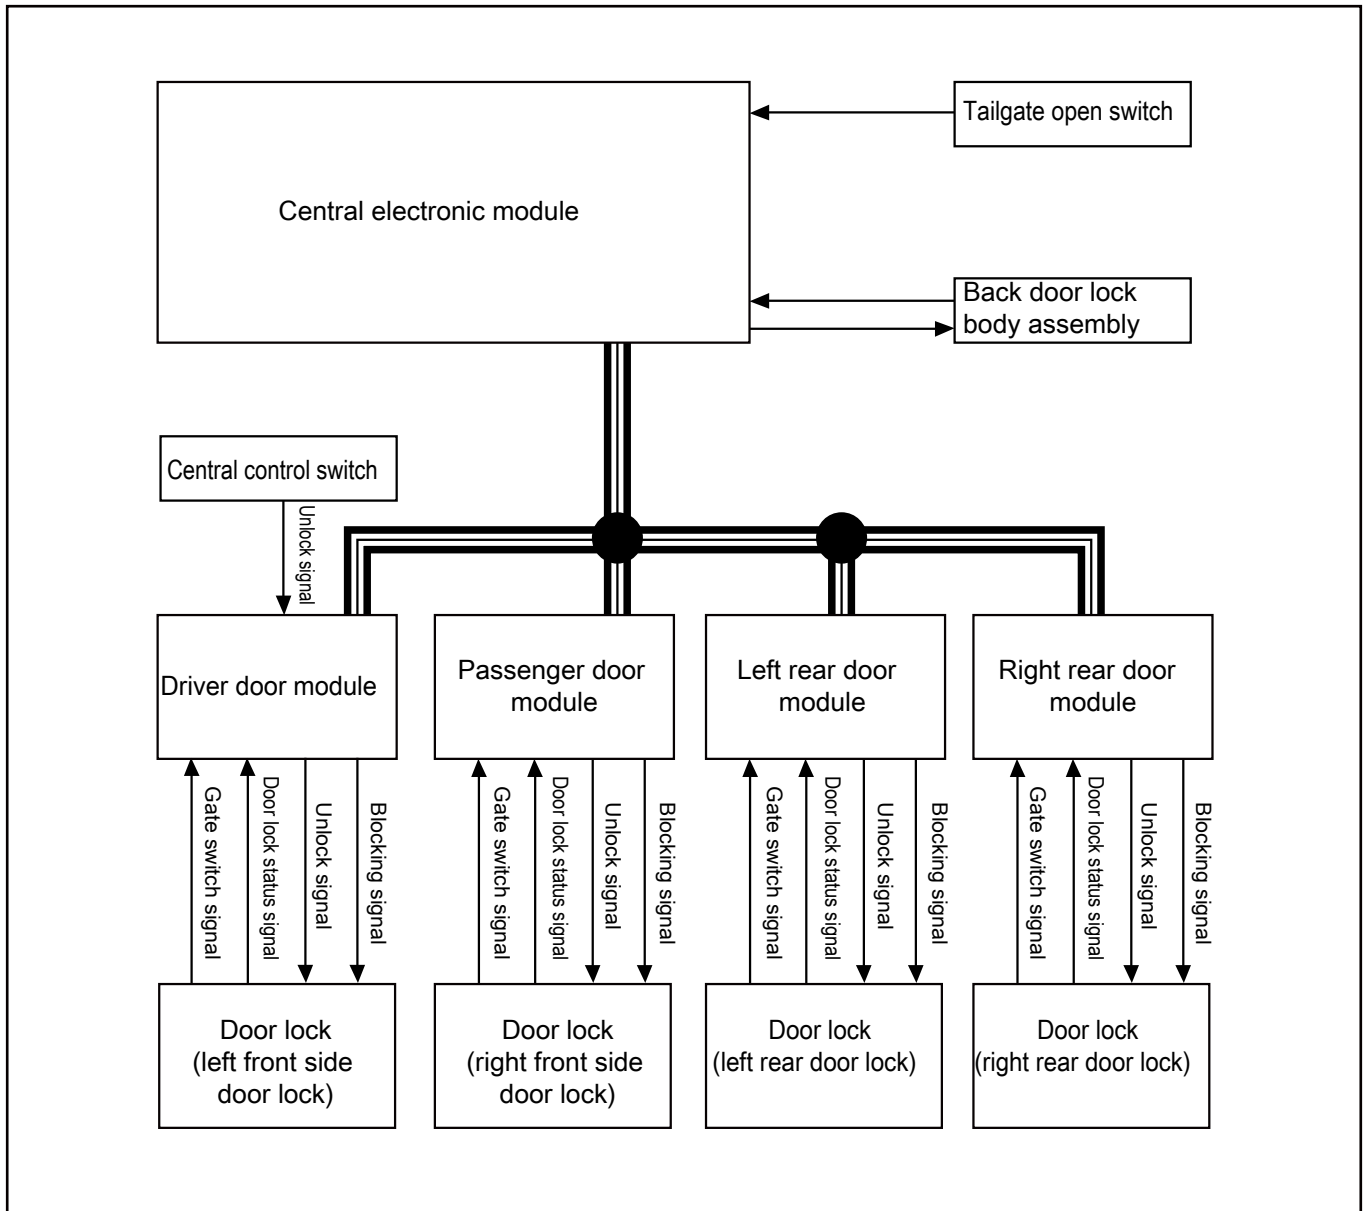 Tailgate open switch
Central electronic module
Back door lock
body assembly
Central control switch
Unlock signal
Driver door module
Passenger door
module
Left rear door
module
Right rear door
module
Gate switch signal
Door lock status signal
Unlock signal
Blocking signal
Gate switch signal
Door lock status signal
Unlock signal
Blocking signal
Gate switch signal
Door lock status signal
Unlock signal
Blocking signal
Gate switch signal
Door lock status signal
Unlock signal
Blocking signal
Door lock
(left front side
door lock)
Door lock
(right front side
door lock)
Door lock
(left rear door lock)
Door lock
(right rear door lock)